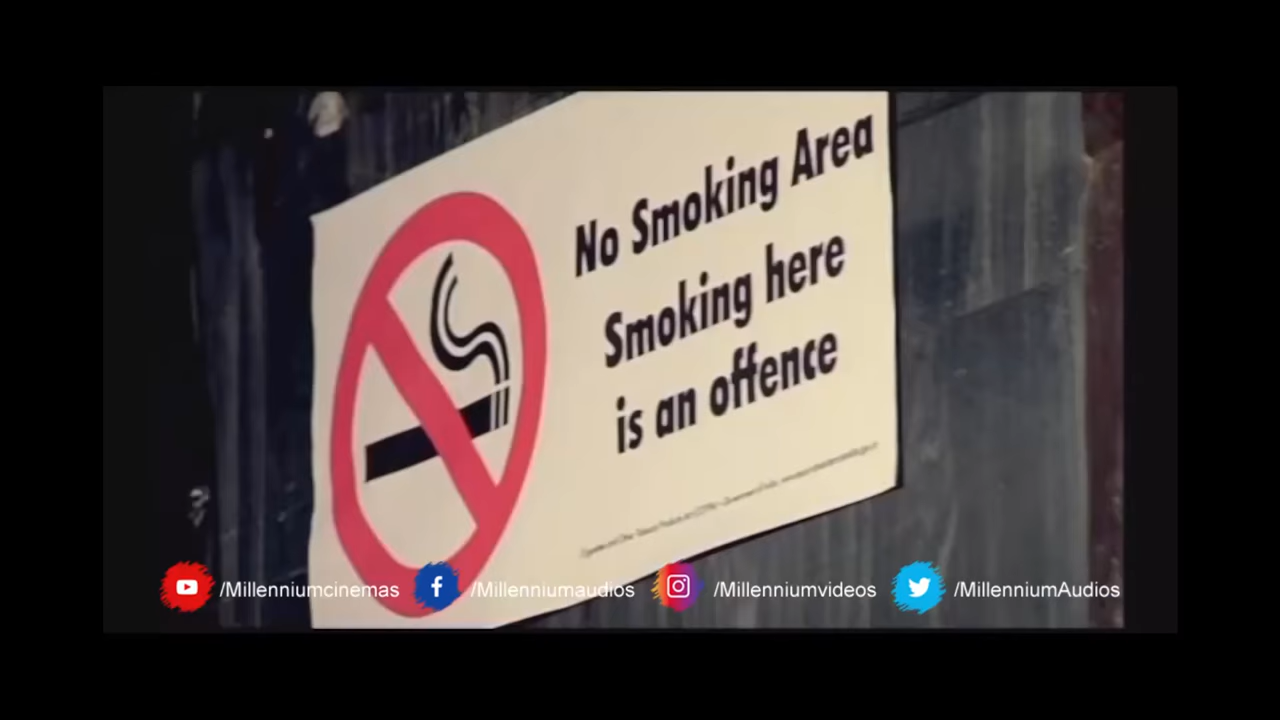 No Smoking Area
Smoking here
is an offence
/Millenniumcinemas /Millenniumaudios /Millenniumvideos /MillenniumAudios